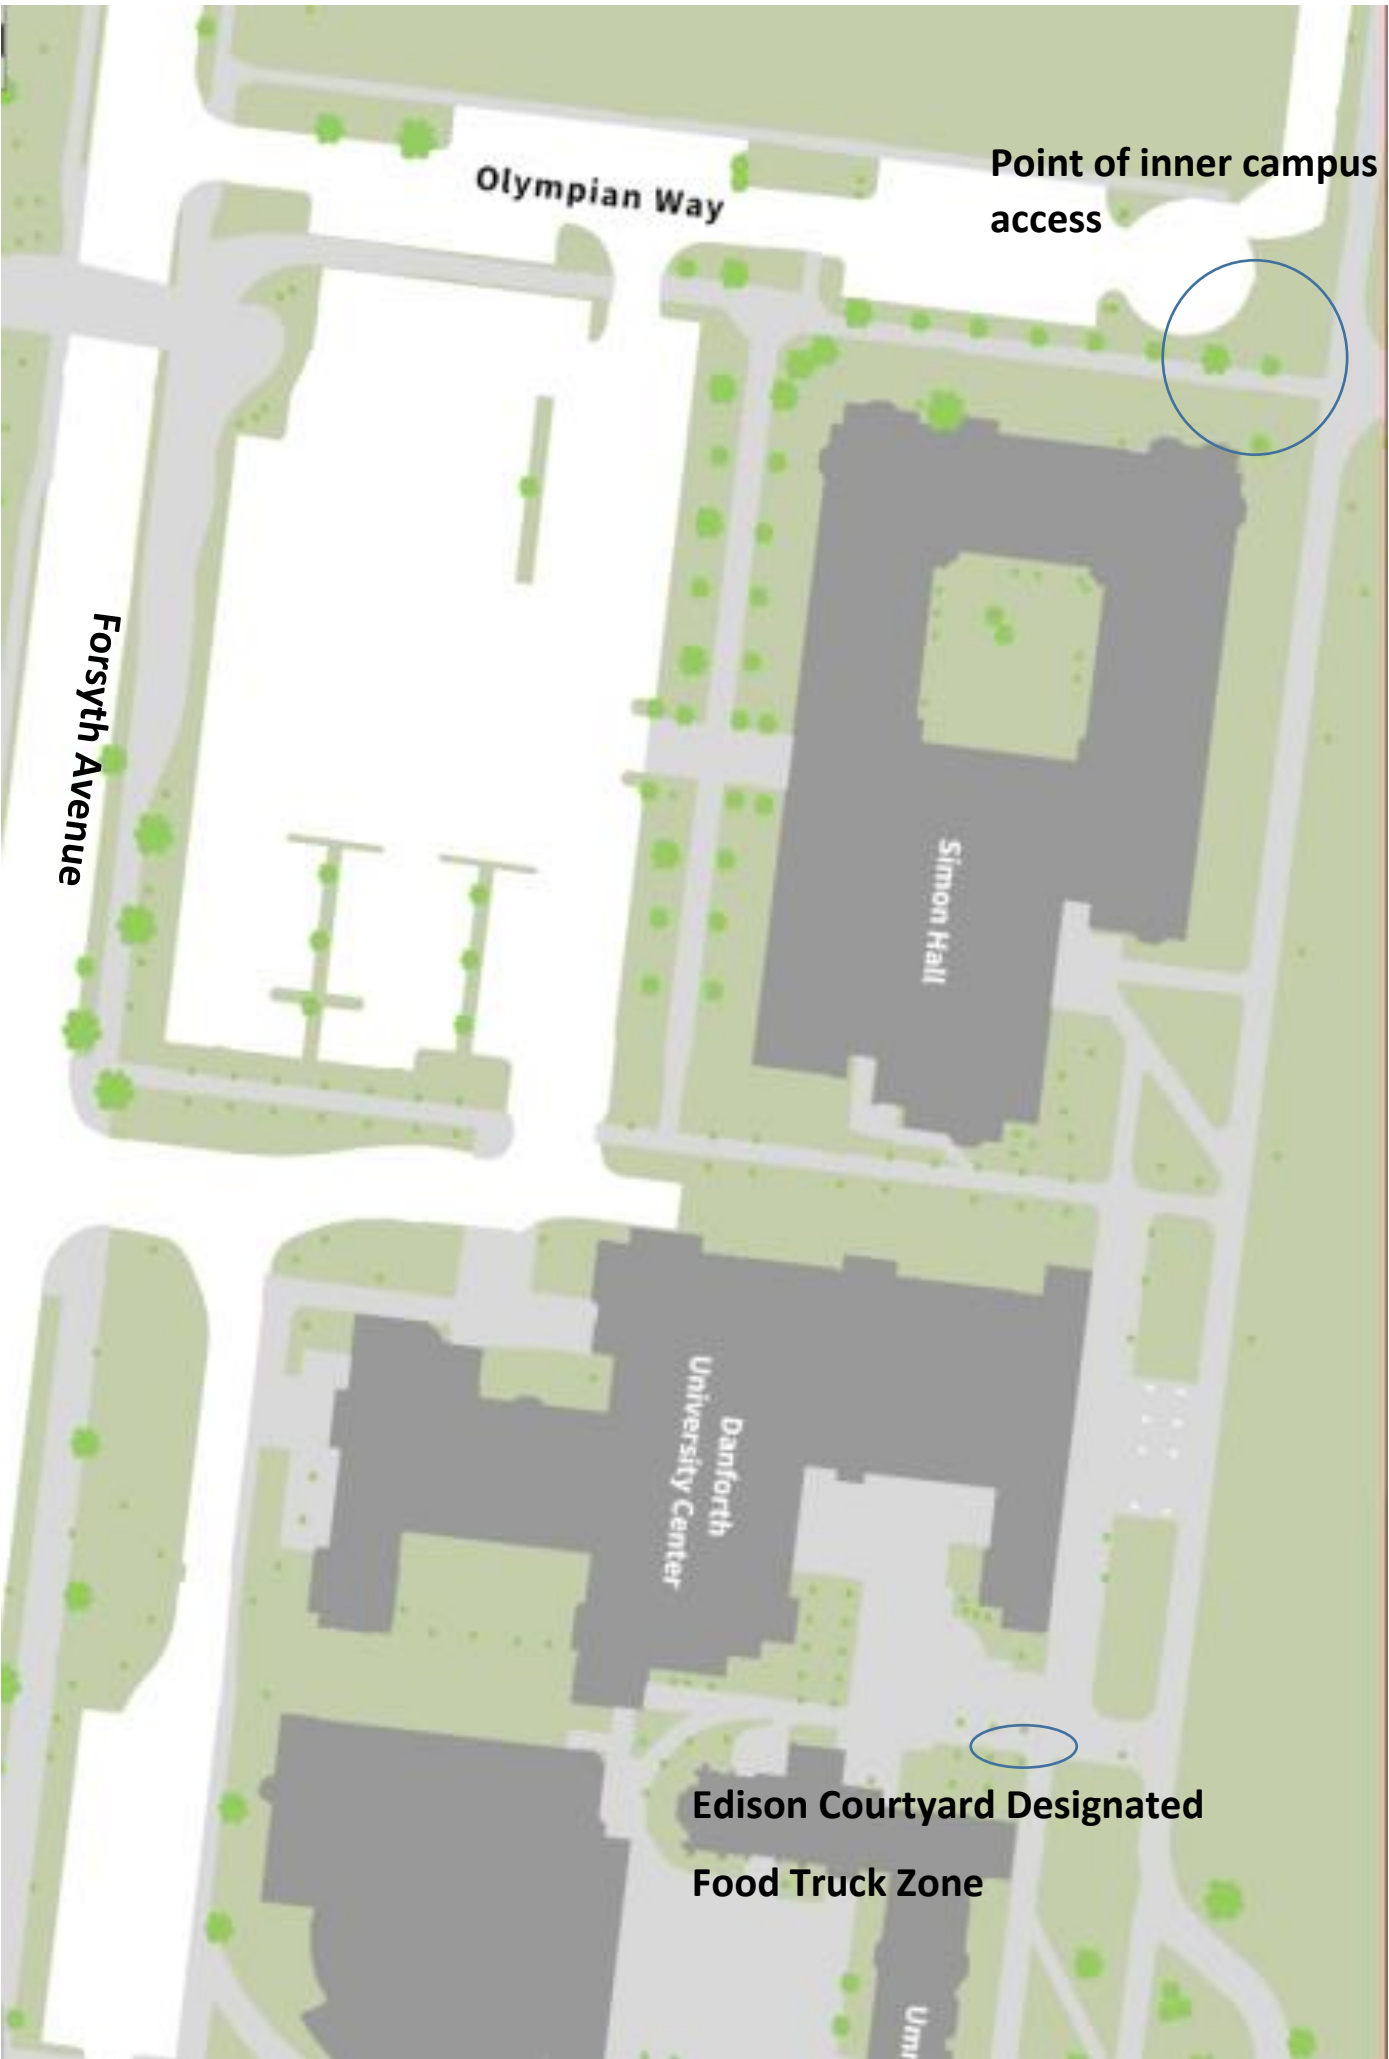 Point of inner campus
access
Olympian Way
Forsyth Avenue
Simon Hall
Danforth
University Center
Edison Courtyard Designated
Food Truck Zone